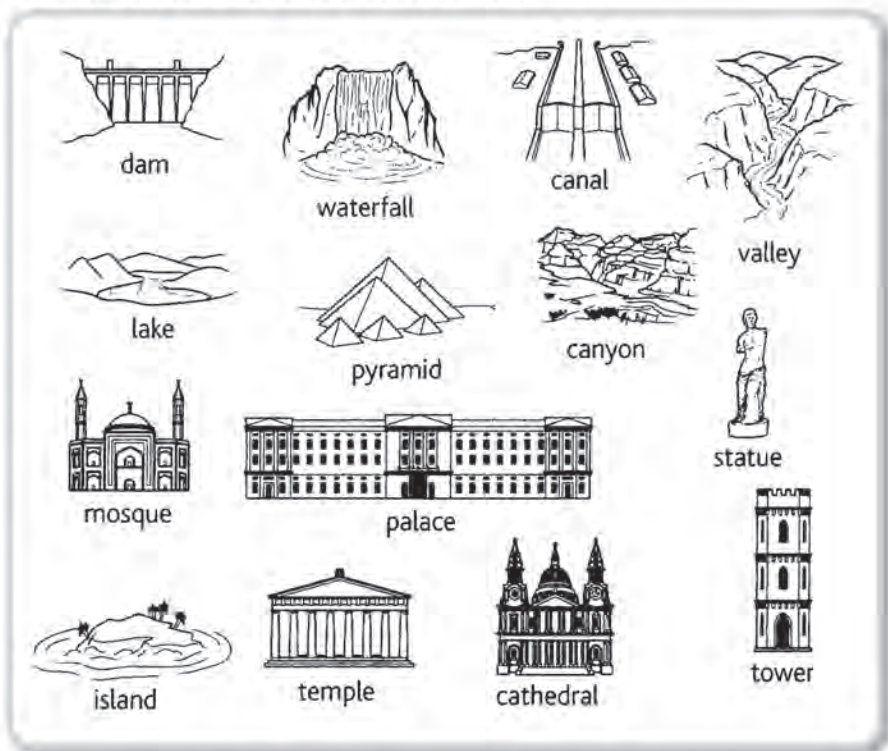 dam
waterfall
canal
valley
lake
pyramid
canyon
statue
mosque
palace
island
temple
cathedral
tower